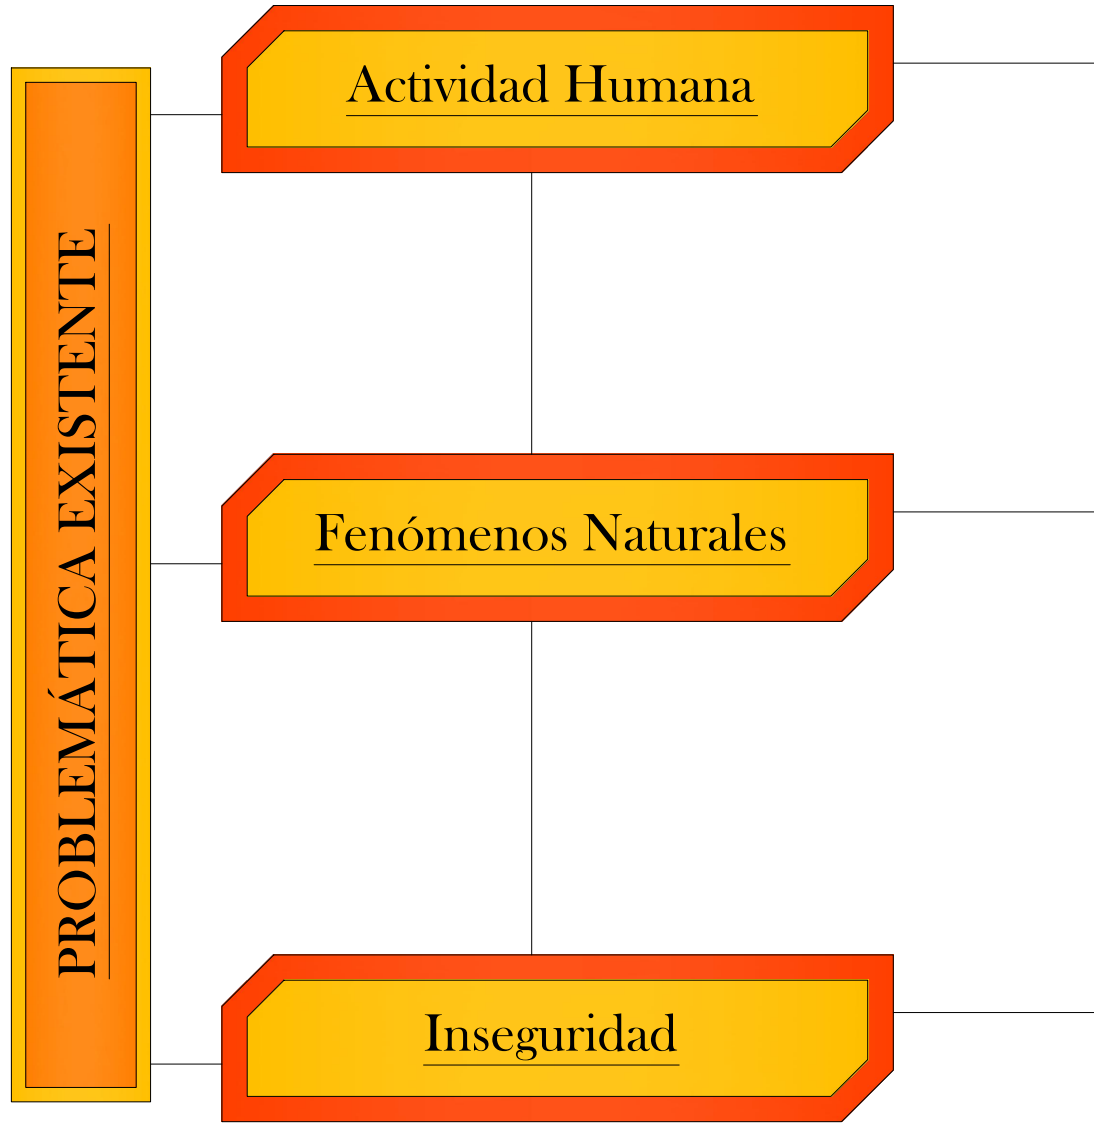 PROBLEMÁTICA EXISTENTE
Actividad Humana
Fenómenos Naturales
Inseguridad